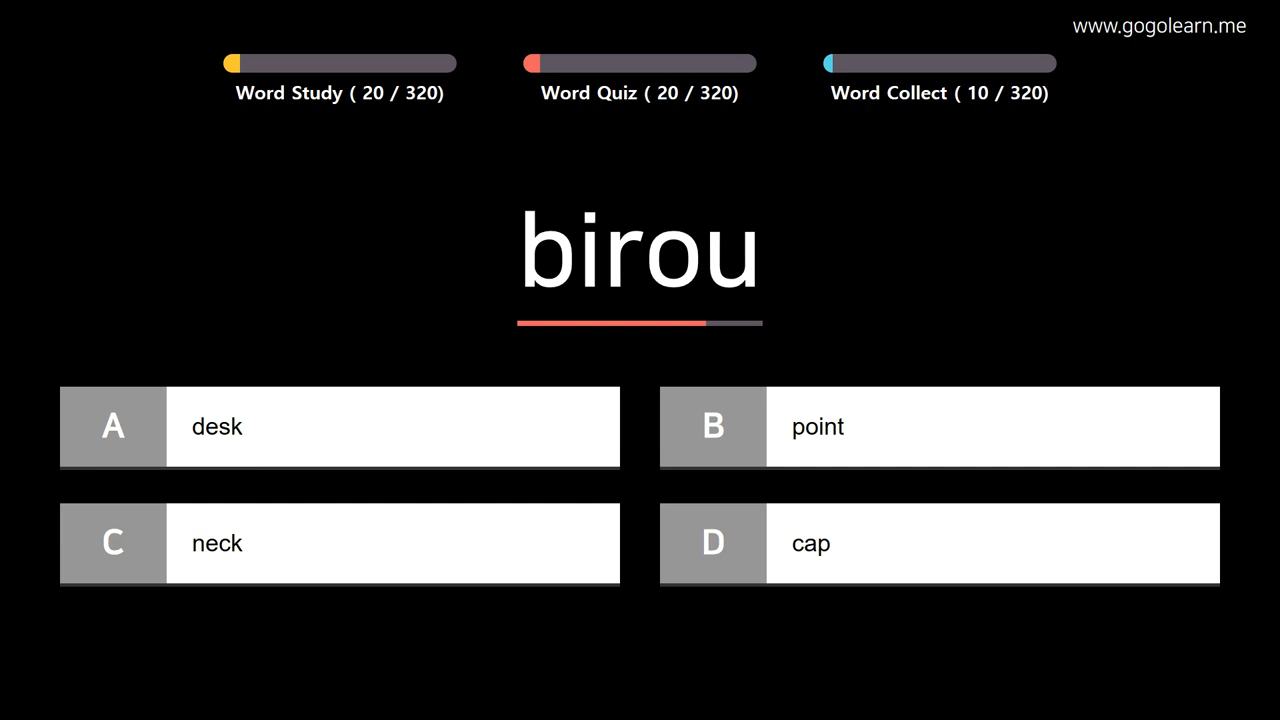 www.gogolearn.me
Word Study ( 20 / 320)
Word Quiz ( 20 / 320)
Word Collect ( 10 / 320)
birou
A
desk
B
point
C
neck
D
cap